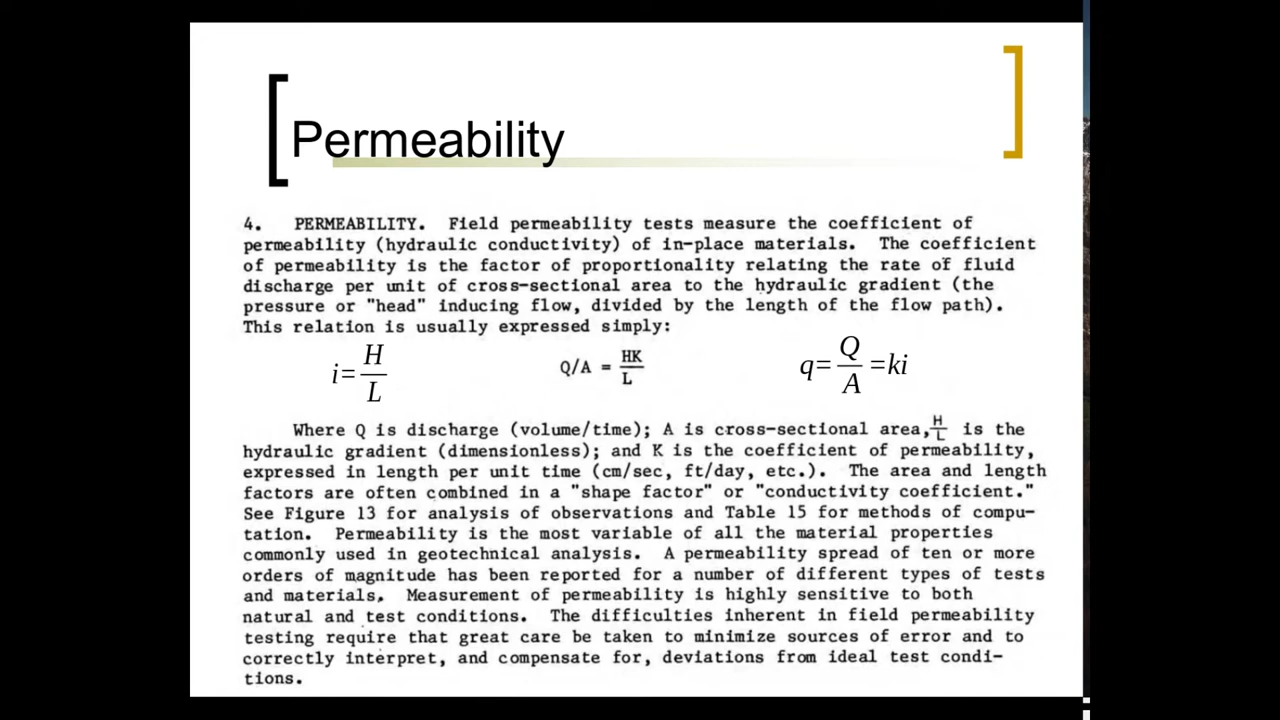 Permeability
4. PERMEABILITY. Field permeability tests measure the coefficient of
permeability (hydraulic conductivity) of in-place materials. The coefficient
of permeability is the factor of proportionality relating the rate of fluid
discharge per unit of cross-sectional area to the hydraulic gradient (the
pressure or "head" inducing flow, divided by the length of the flow path).
This relation is usually expressed simply:
i=H/L Q/A = HK/L q=Q/A=ki
Where Q is discharge (volume/time); A is cross-sectional area, H/L is the
hydraulic gradient (dimensionless); and K is the coefficient of permeability,
expressed in length per unit time (cm/sec, ft/day, etc.). The area and length
factors are often combined in a "shape factor" or "conductivity coefficient."
See Figure 13 for analysis of observations and Table 15 for methods of compu-
tation. Permeability is the most variable of all the material properties
commonly used in geotechnical analysis. A permeability spread of ten or more
orders of magnitude has been reported for a number of different types of tests
and materials. Measurement of permeability is highly sensitive to both
natural and test conditions. The difficulties inherent in field permeability
testing require that great care be taken to minimize sources of error and to
correctly interpret, and compensate for, deviations from ideal test condi-
tions.